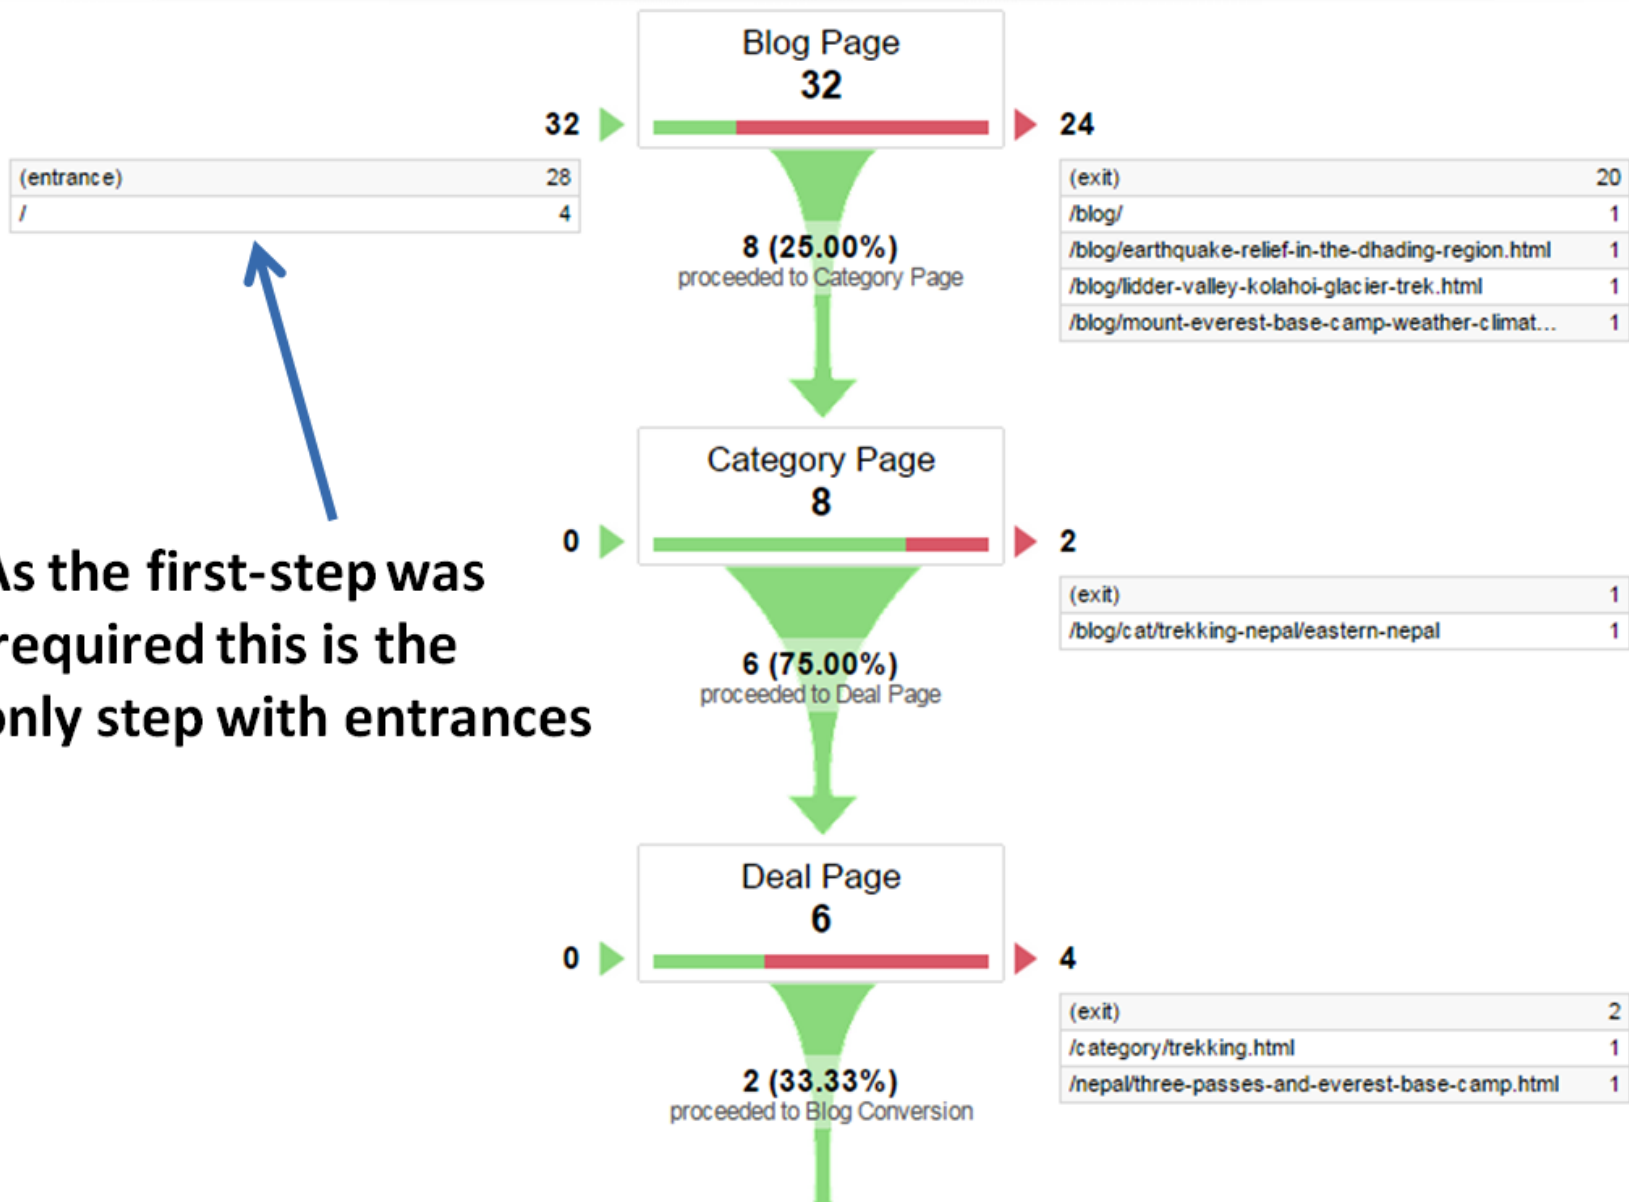 Blog Page
32
32
24
(entrance) 28
/ 4
(exit) 20
/blog/ 1
/blog/earthquake-relief-in-the-dhading-region.html 1
/blog/lidder-valley-kolahoi-glacier-trek.html 1
/blog/mount-everest-base-camp-weather-climat... 1
8 (25.00%)
proceeded to Category Page
Category Page
8
0
2
(exit) 1
/blog/cat/trekking-nepal/eastern-nepal 1
As the first-step was
required this is the
only step with entrances
6 (75.00%)
proceeded to Deal Page
Deal Page
6
0
4
(exit) 2
/category/trekking.html 1
/nepal/three-passes-and-everest-base-camp.html 1
2 (33.33%)
proceeded to Blog Conversion